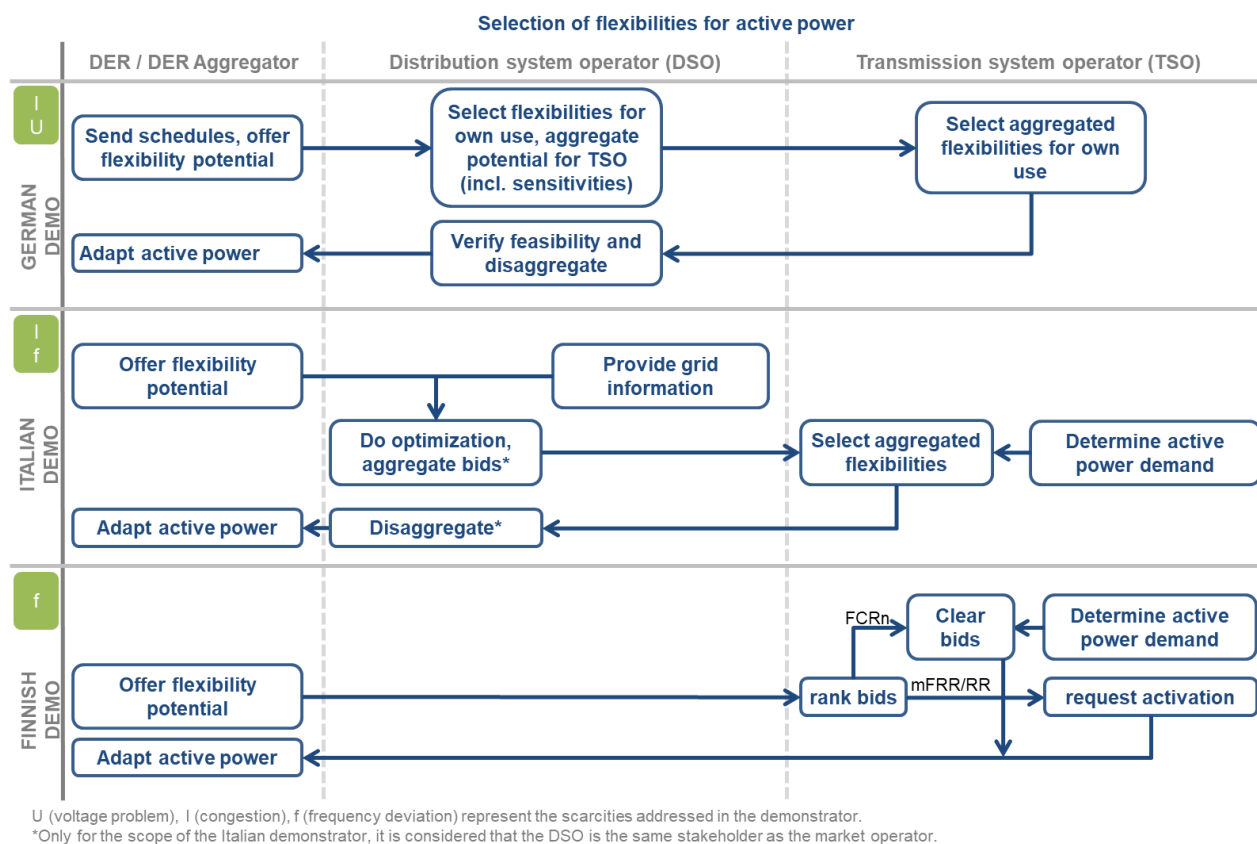 Selection of flexibilities for active power
DER / DER Aggregator
Distribution system operator (DSO)
Transmission system operator (TSO)
I
U
GERMAN
DEMO
Send schedules, offer
flexibility potential
Select flexibilities for
own use, aggregate
potential for TSO
(incl. sensitivities)
Select aggregated
flexibilities for own
use
Adapt active power
Verify feasibility and
disaggregate
I
f
ITALIAN
DEMO
Offer flexibility
potential
Provide grid
information
Do optimization,
aggregate bids*
Select aggregated
flexibilities
Determine active
power demand
Adapt active power
Disaggregate*
f
FINNISH
DEMO
FCRn
Clear
bids
Determine active
power demand
Offer flexibility
potential
rank bids
mFRR/RR
request activation
Adapt active power
U (voltage problem), I (congestion), f (frequency deviation) represent the scarcities addressed in the demonstrator.
*Only for the scope of the Italian demonstrator, it is considered that the DSO is the same stakeholder as the market operator.